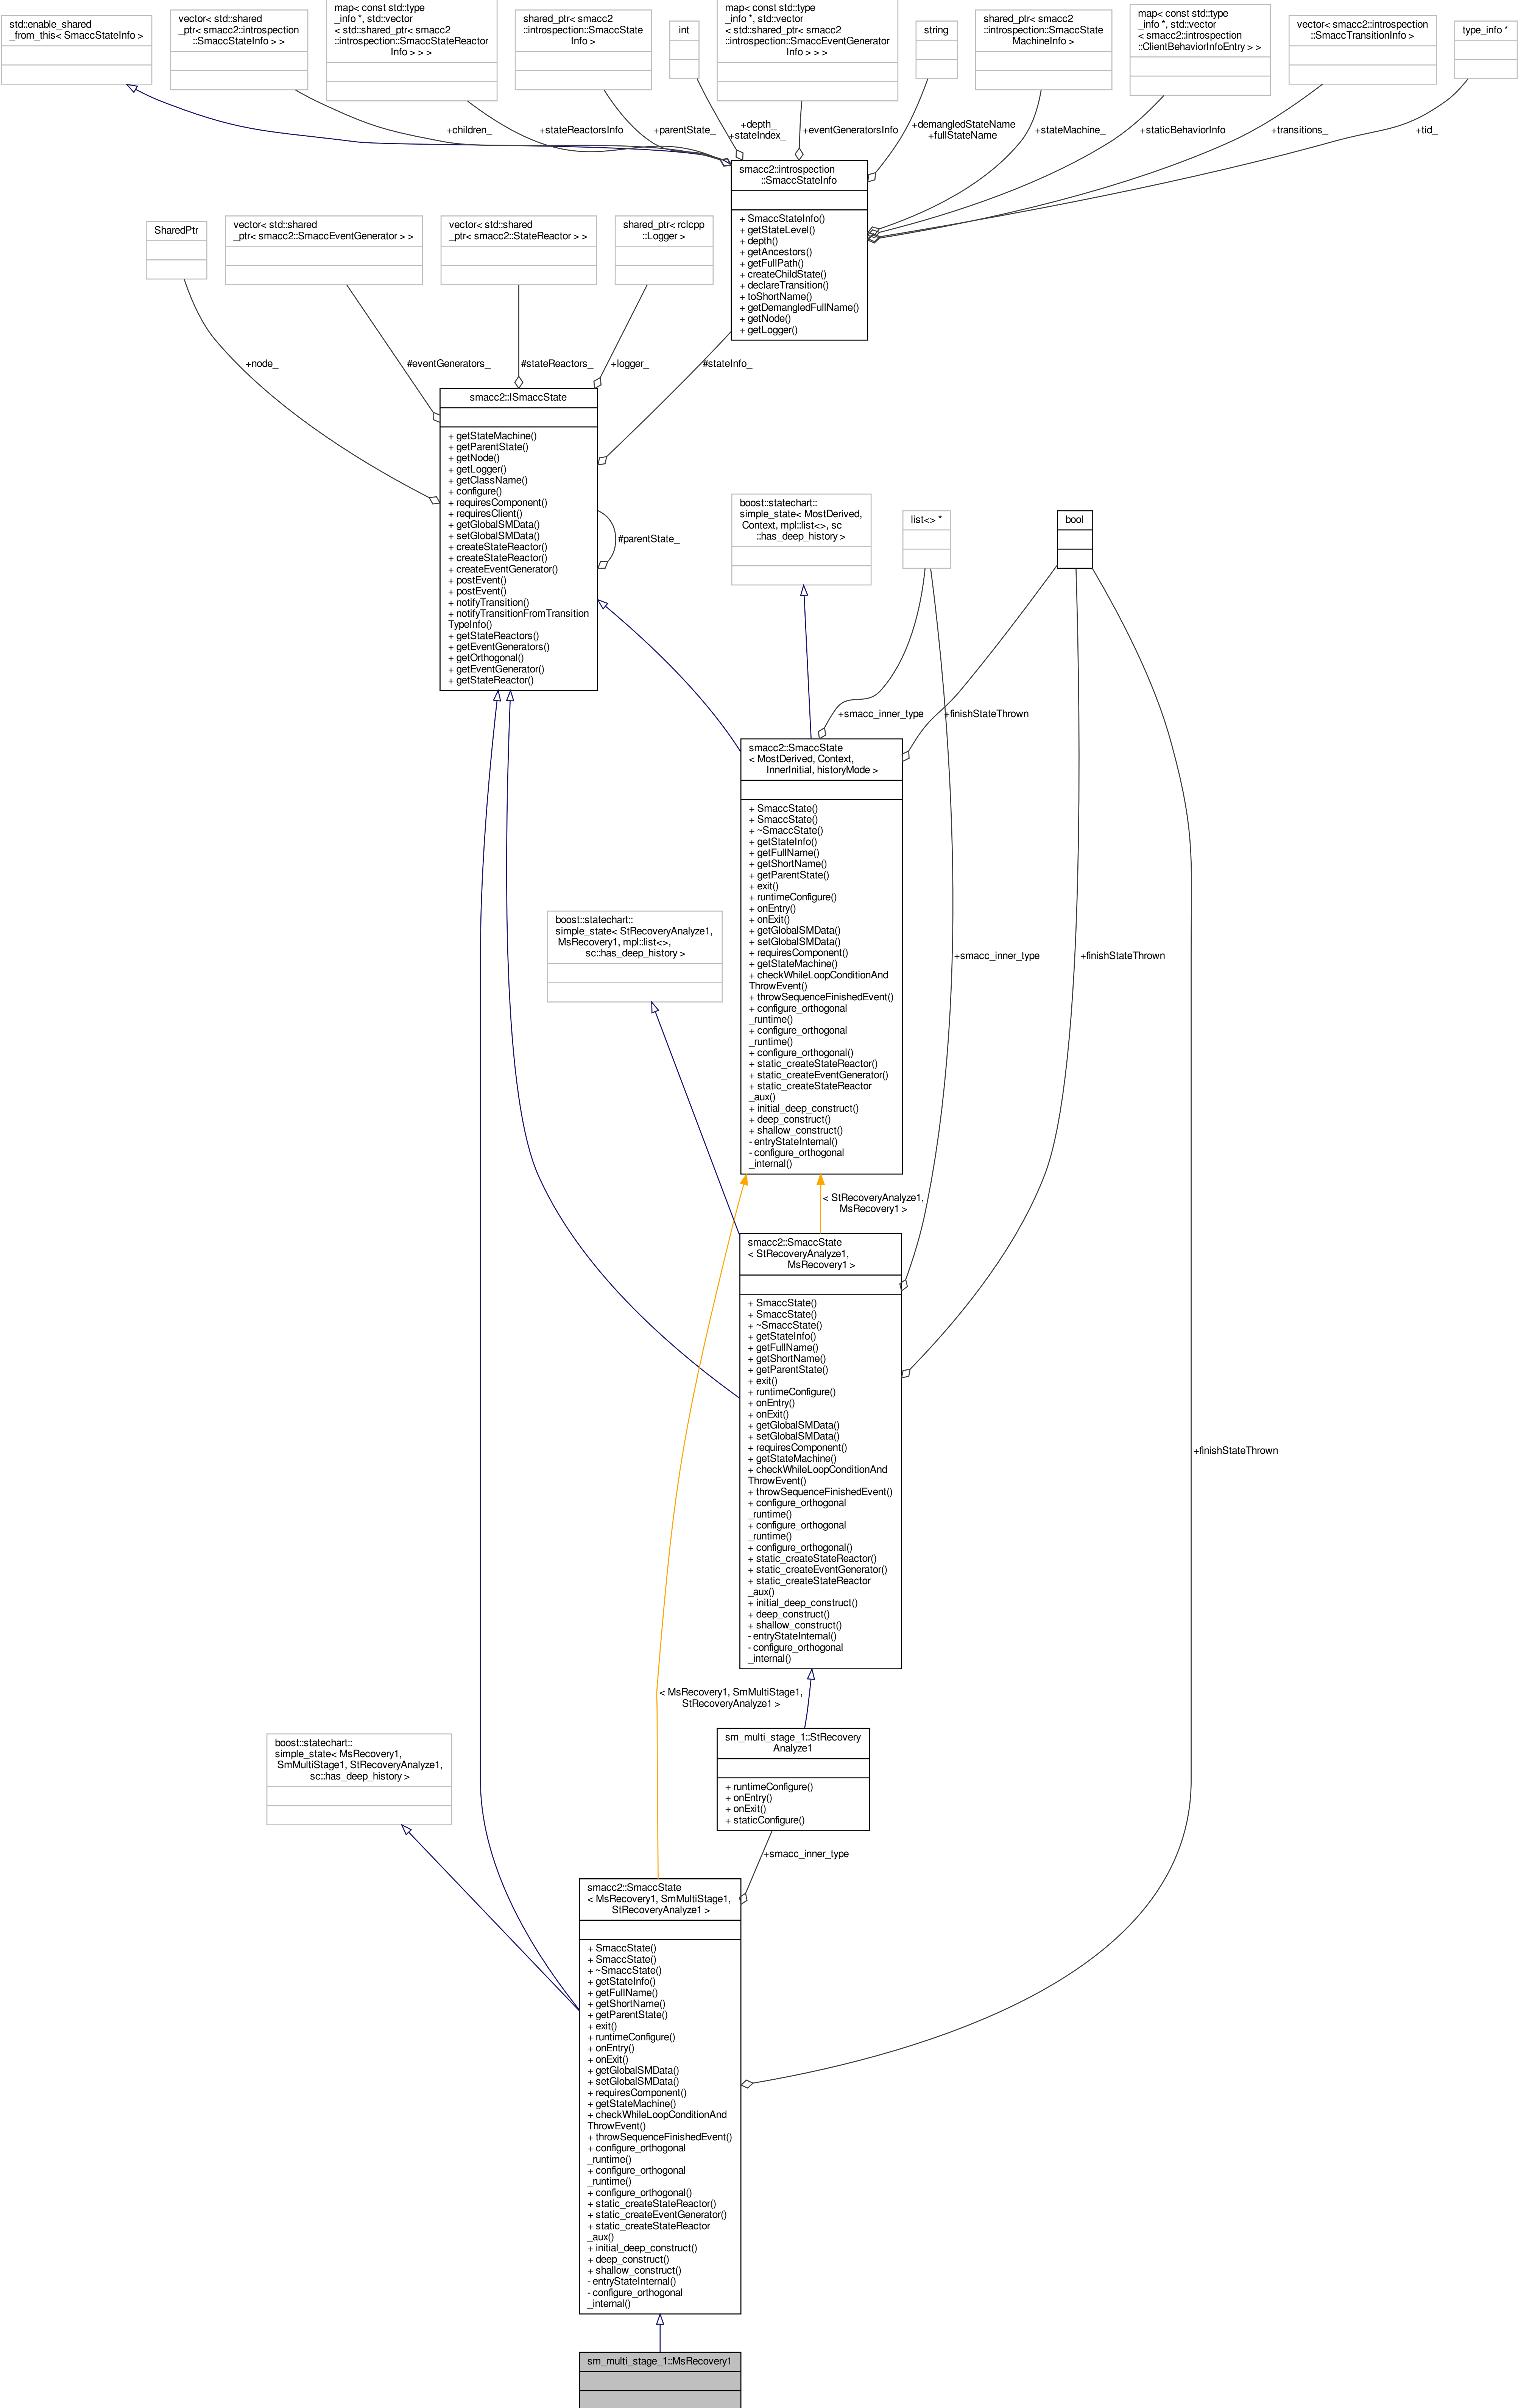 std::enable_shared
_from_this< SmaccStateInfo >
vector< std::shared
_ptr< smacc2::introspection
::SmaccStateInfo > >
map< const std::type
_info *, std::vector
< std::shared_ptr< smacc2
::introspection::SmaccStateReactor
Info > > >
shared_ptr< smacc2
::introspection::SmaccState
Info >
int
map< const std::type
_info *, std::vector
< std::shared_ptr< smacc2
::introspection::SmaccEventGenerator
Info > > >
string
shared_ptr< smacc2
::introspection::SmaccState
MachineInfo >
map< const std::type
_info *, std::vector
< smacc2::introspection
::ClientBehaviorInfoEntry > >
vector< smacc2::introspection
::SmaccTransitionInfo >
type_info *
+children_
+stateReactorsInfo
+parentState_
+depth_
+stateIndex_
+eventGeneratorsInfo
+demangledStateName
+fullStateName
+stateMachine_
+staticBehaviorInfo
+transitions_
+tid_
smacc2::introspection
::SmaccStateInfo
+ SmaccStateInfo()
+ getStateLevel()
+ depth()
+ getAncestors()
+ getFullPath()
+ createChildState()
+ declareTransition()
+ toShortName()
+ getDemangledFullName()
+ getNode()
+ getLogger()
SharedPtr
vector< std::shared
_ptr< smacc2::SmaccEventGenerator > >
vector< std::shared
_ptr< smacc2::StateReactor > >
shared_ptr< rclcpp
::Logger >
+node_
#eventGenerators_
#stateReactors_
+logger_
#stateInfo_
smacc2::ISmaccState
+ getStateMachine()
+ getParentState()
+ getNode()
+ getLogger()
+ getClassName()
+ configure()
+ requiresComponent()
+ requiresClient()
+ getGlobalSMData()
+ setGlobalSMData()
+ createStateReactor()
+ createStateReactor()
+ createEventGenerator()
+ postEvent()
+ postEvent()
+ notifyTransition()
+ notifyTransitionFromTransition
TypeInfo()
+ getStateReactors()
+ getEventGenerators()
+ getOrthogonal()
+ getEventGenerator()
+ getStateReactor()
#parentState_
boost::statechart::
simple_state< MostDerived,
Context, mpl::list<>, sc
::has_deep_history >
list<> *
bool
+smacc_inner_type
+finishStateThrown
smacc2::SmaccState
< MostDerived, Context,
InnerInitial, historyMode >
+ SmaccState()
+ SmaccState()
+ ~SmaccState()
+ getStateInfo()
+ getFullName()
+ getShortName()
+ getParentState()
+ exit()
+ runtimeConfigure()
+ onEntry()
+ onExit()
+ getGlobalSMData()
+ setGlobalSMData()
+ requiresComponent()
+ getStateMachine()
+ checkWhileLoopConditionAnd
ThrowEvent()
+ throwSequenceFinishedEvent()
+ configure_orthogonal
_runtime()
+ configure_orthogonal
_runtime()
+ configure_orthogonal()
+ static_createStateReactor()
+ static_createEventGenerator()
+ static_createStateReactor
_aux()
+ initial_deep_construct()
+ deep_construct()
+ shallow_construct()
- entryStateInternal()
- configure_orthogonal
_internal()
boost::statechart::
simple_state< StRecoveryAnalyze1,
MsRecovery1, mpl::list<>,
sc::has_deep_history >
+smacc_inner_type
+finishStateThrown
< StRecoveryAnalyze1,
MsRecovery1 >
smacc2::SmaccState
< StRecoveryAnalyze1,
MsRecovery1 >
+ SmaccState()
+ SmaccState()
+ ~SmaccState()
+ getStateInfo()
+ getFullName()
+ getShortName()
+ getParentState()
+ exit()
+ runtimeConfigure()
+ onEntry()
+ onExit()
+ getGlobalSMData()
+ setGlobalSMData()
+ requiresComponent()
+ getStateMachine()
+ checkWhileLoopConditionAnd
ThrowEvent()
+ throwSequenceFinishedEvent()
+ configure_orthogonal
_runtime()
+ configure_orthogonal
_runtime()
+ configure_orthogonal()
+ static_createStateReactor()
+ static_createEventGenerator()
+ static_createStateReactor
_aux()
+ initial_deep_construct()
+ deep_construct()
+ shallow_construct()
- entryStateInternal()
- configure_orthogonal
_internal()
+finishStateThrown
< MsRecovery1, SmMultiStage1,
StRecoveryAnalyze1 >
sm_multi_stage_1::StRecovery
Analyze1
+ runtimeConfigure()
+ onEntry()
+ onExit()
+ staticConfigure()
boost::statechart::
simple_state< MsRecovery1,
SmMultiStage1, StRecoveryAnalyze1,
sc::has_deep_history >
+smacc_inner_type
smacc2::SmaccState
< MsRecovery1, SmMultiStage1,
StRecoveryAnalyze1 >
+ SmaccState()
+ SmaccState()
+ ~SmaccState()
+ getStateInfo()
+ getFullName()
+ getShortName()
+ getParentState()
+ exit()
+ runtimeConfigure()
+ onEntry()
+ onExit()
+ getGlobalSMData()
+ setGlobalSMData()
+ requiresComponent()
+ getStateMachine()
+ checkWhileLoopConditionAnd
ThrowEvent()
+ throwSequenceFinishedEvent()
+ configure_orthogonal
_runtime()
+ configure_orthogonal
_runtime()
+ configure_orthogonal()
+ static_createStateReactor()
+ static_createEventGenerator()
+ static_createStateReactor
_aux()
+ initial_deep_construct()
+ deep_construct()
+ shallow_construct()
- entryStateInternal()
- configure_orthogonal
_internal()
sm_multi_stage_1::MsRecovery1